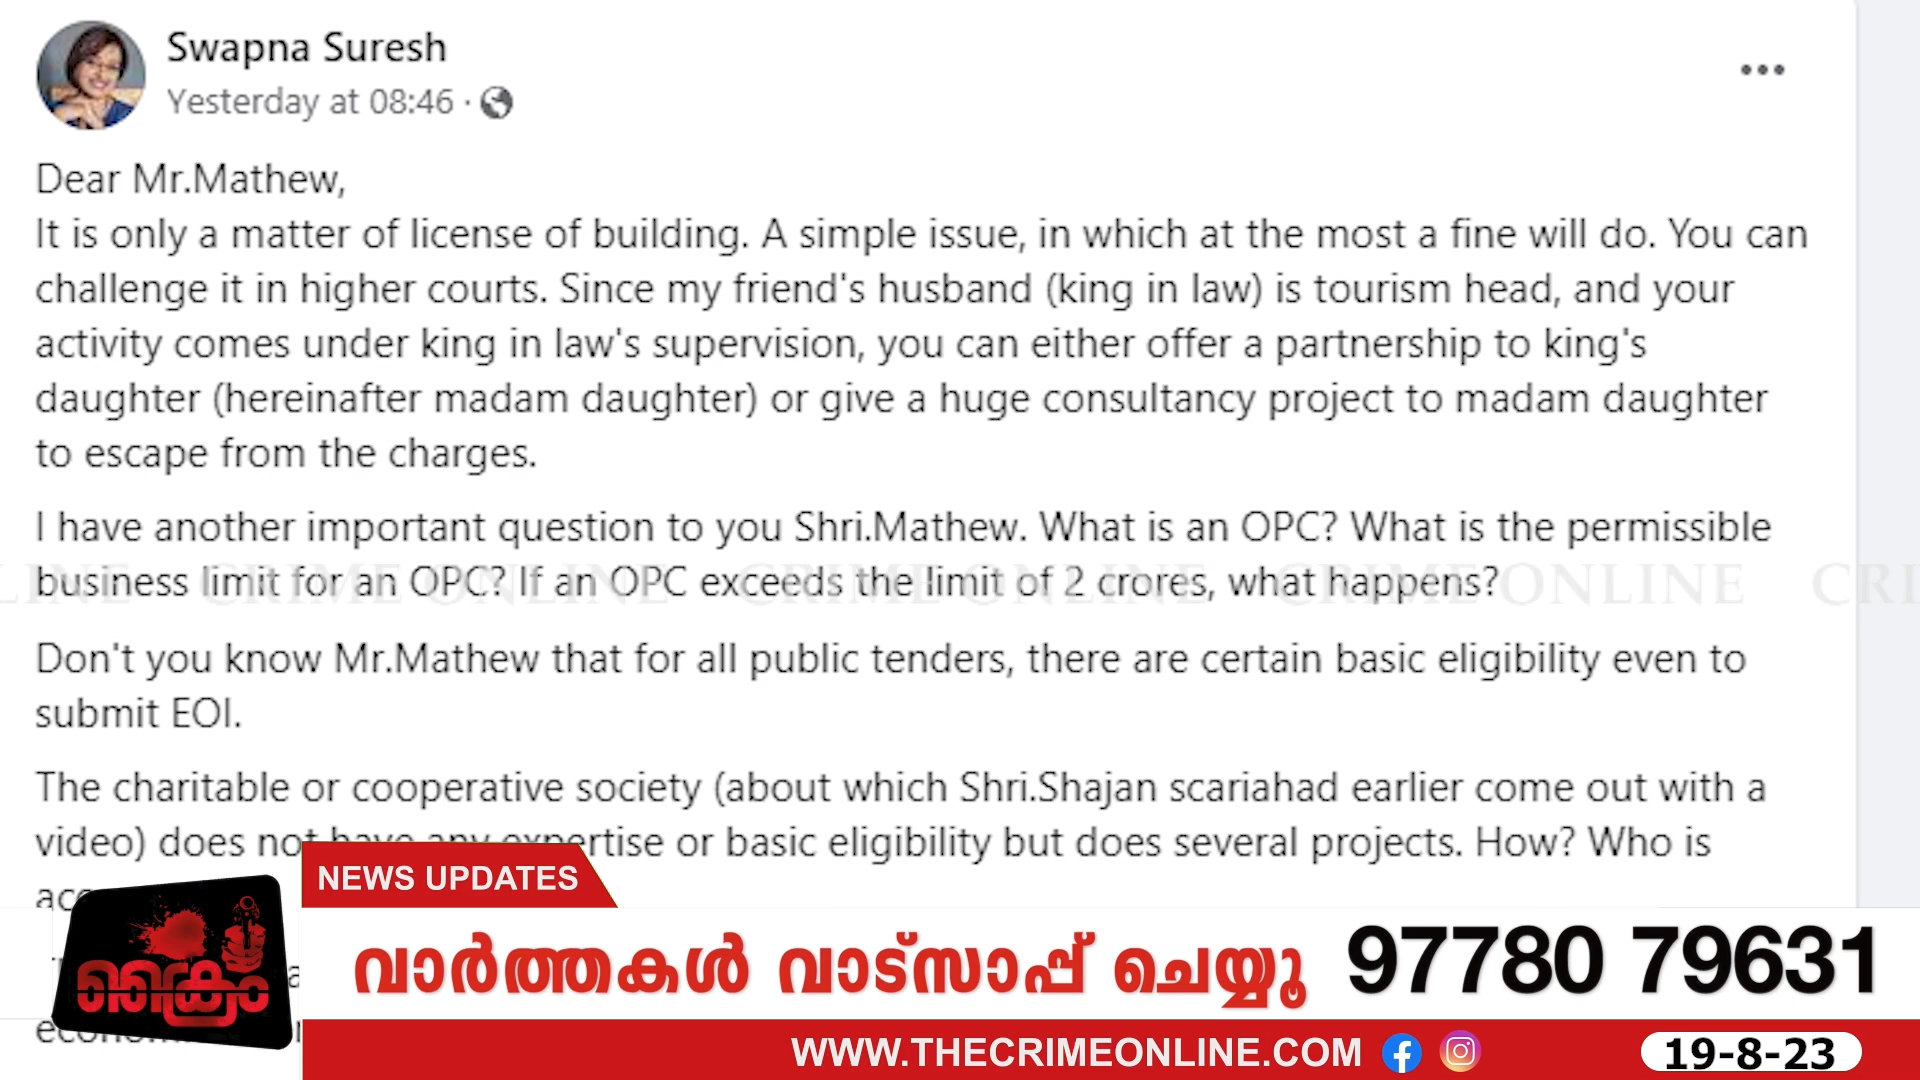 Swapna Suresh
Yesterday at 08:46 ·
Dear Mr.Mathew,
It is only a matter of license of building. A simple issue, in which at the most a fine will do. You can
challenge it in higher courts. Since my friend's husband (king in law) is tourism head, and your
activity comes under king in law's supervision, you can either offer a partnership to king's
daughter (hereinafter madam daughter) or give a huge consultancy project to madam daughter
to escape from the charges.
I have another important question to you Shri.Mathew. What is an OPC? What is the permissible
business limit for an OPC? If an OPC exceeds the limit of 2 crores, what happens?
LINE CRIME ONLINE CRIME ONLINE CRIME ONLINE CRI
Don't you know Mr.Mathew that for all public tenders, there are certain basic eligibility even to
submit EOI.
The charitable or cooperative society (about which Shri.Shajan scariahad earlier come out with a
video) does not have any expertise or basic eligibility but does several projects. How? Who is
NEWS UPDATES
ക്രൈം
വാർത്തകൾ വാട്സാപ്പ് ചെയ്യൂ 97780 79631
WWW.THECRIMEONLINE.COM
19-8-23